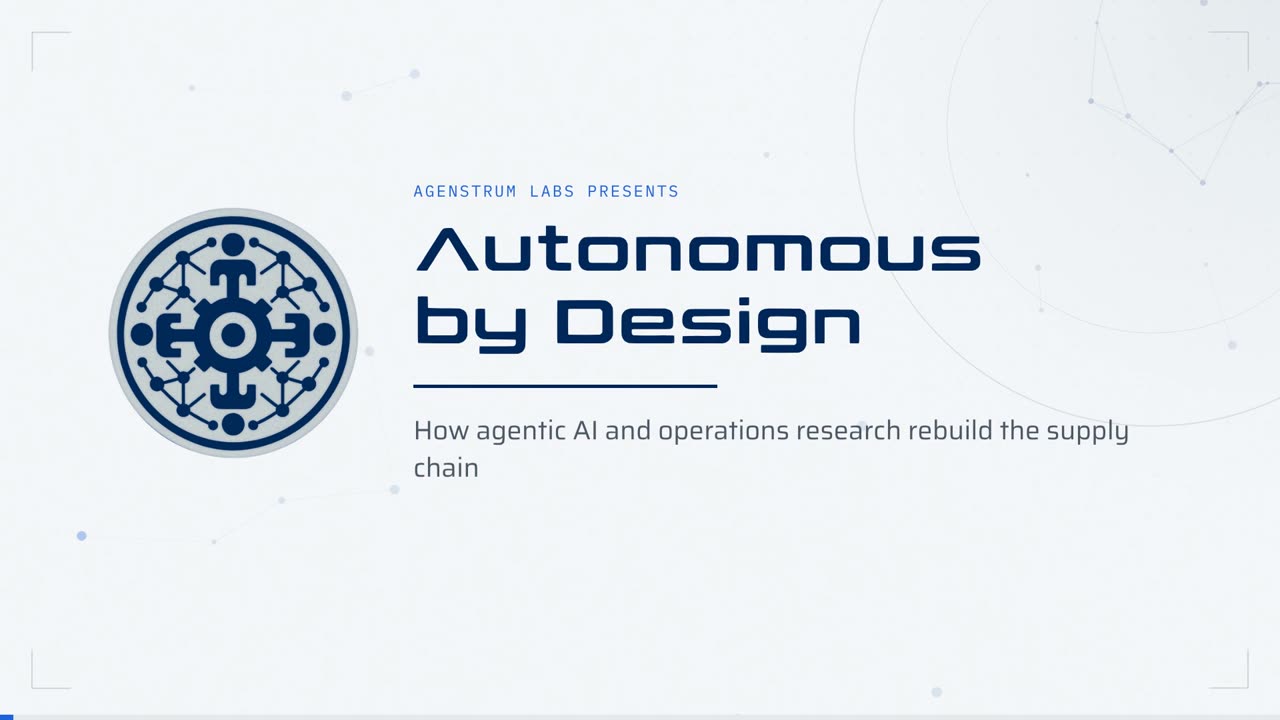 AGENSTRUM LABS PRESENTS
Autonomous
by Design
How agentic AI and operations research rebuild the supply
chain